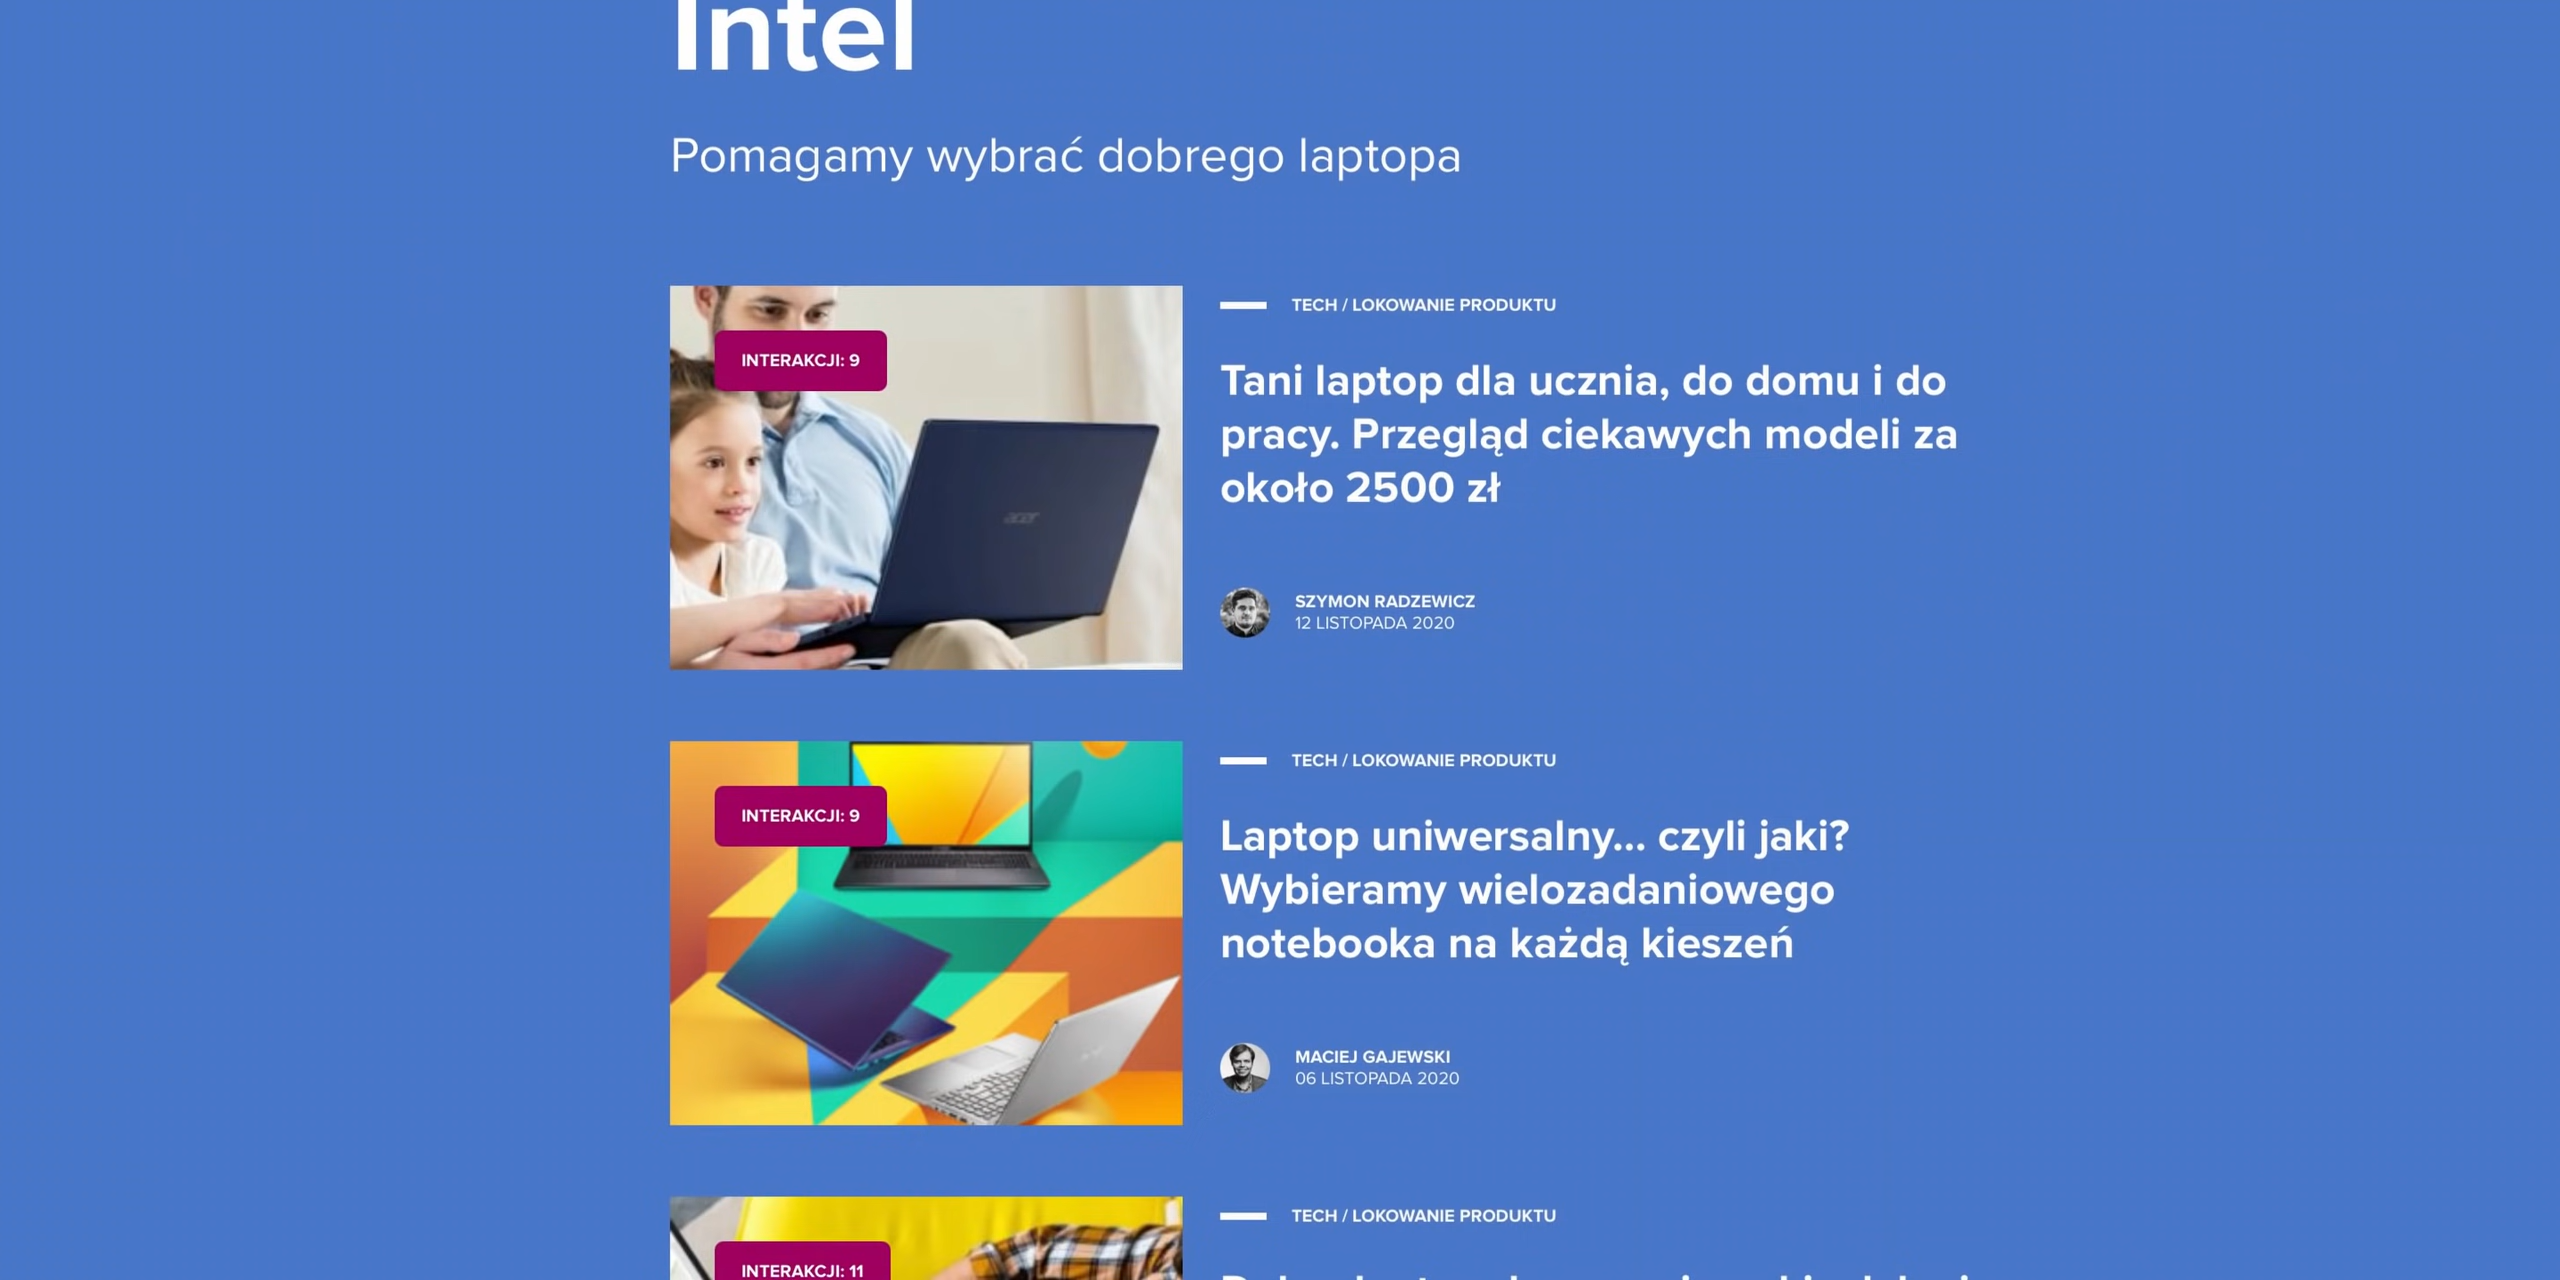 Intel
Pomagamy wybrać dobrego laptopa
INTERAKCJI: 9
acer
TECH / LOKOWANIE PRODUKTU
Tani laptop dla ucznia, do domu i do
pracy. Przegląd ciekawych modeli za
około 2500 zł
SZYMON RADZEWICZ
12 LISTOPADA 2020
INTERAKCJI: 9
TECH / LOKOWANIE PRODUKTU
Laptop uniwersalny... czyli jaki?
Wybieramy wielozadaniowego
notebooka na każdą kieszeń
MACIEJ GAJEWSKI
06 LISTOPADA 2020
INTERAKCJI: 11
TECH / LOKOWANIE PRODUKTU